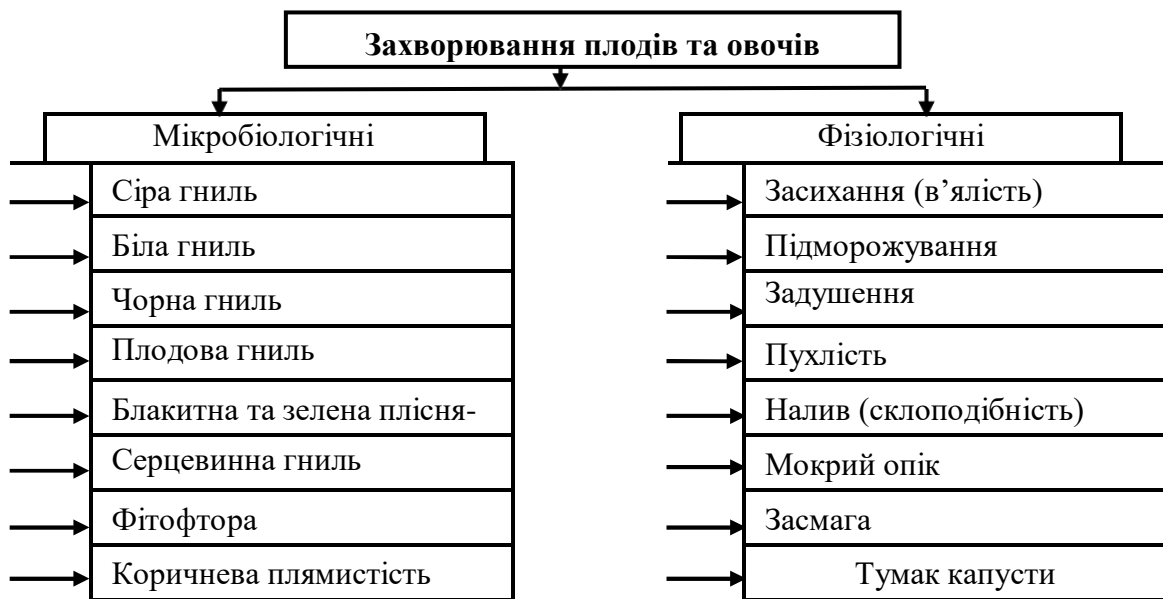 Захворювання плодів та овочів
Мікробіологічні
Сіра гниль
Біла гниль
Чорна гниль
Плодова гниль
Блакитна та зелена плісня-
Серцевинна гниль
Фітофтора
Коричнева плямистість
Фізіологічні
Засихання (в’ялість)
Підморожування
Задушення
Пухлість
Налив (склоподібність)
Мокрий опік
Засмага
Тумак капусти